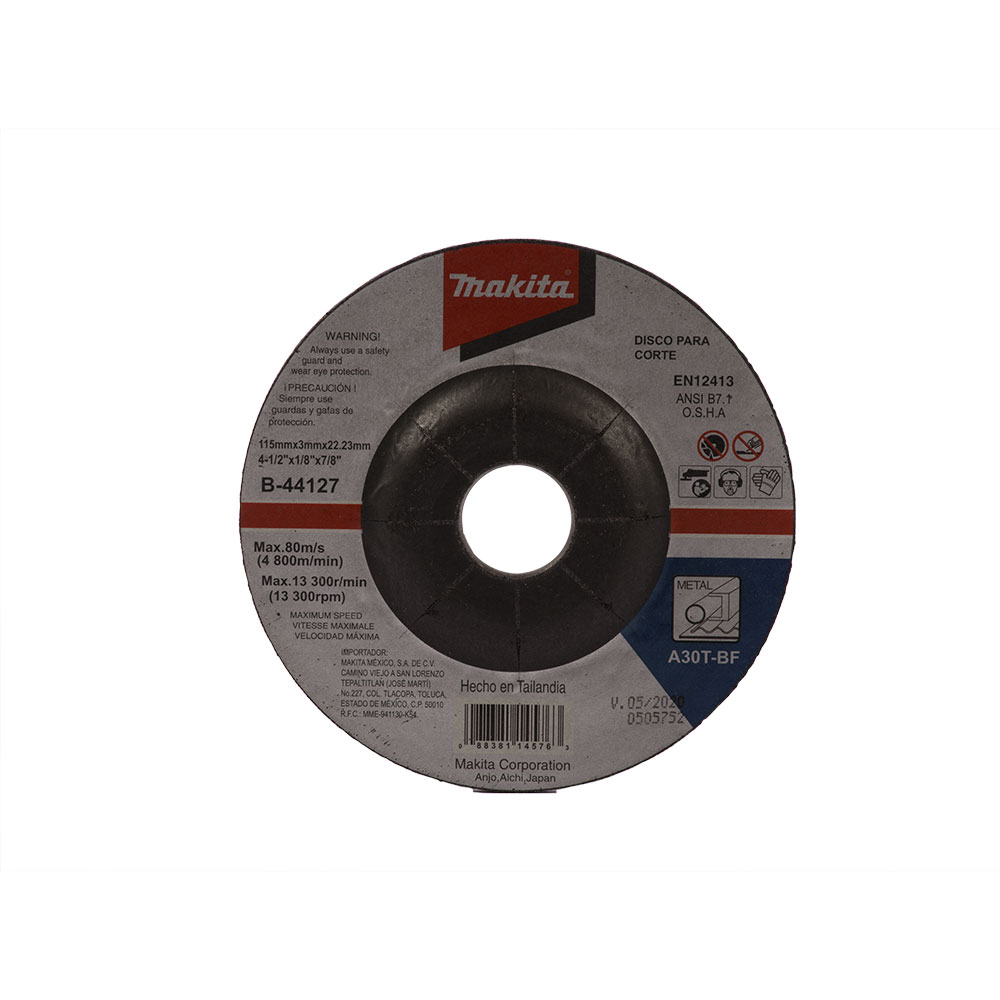 makita
WARNING!
Always use a safety
guard and
wear eye protection.
¡PRECAUCIÓN !
Siempre use
guardas y gafas de
protección.
115mmx3mmx22.23mm
4-1/2"x1/8"x7/8"
B-44127
Max.80m/s
(4 800m/min)
Max.13 300r/min
(13 300rpm)
MAXIMUM SPEED
VITESSE MAXIMALE
VELOCIDAD MÁXIMA
IMPORTADOR:
MAKITA MÉXICO, S.A. DE C.V.
CAMINO VIEJO A SAN LORENZO
TEPALTITLAN (JOSÉ MARTÍ)
No.227, COL. TLACOPA, TOLUCA,
ESTADO DE MÉXICO, C.P. 50010
R.F.C.: MME-941130-K54
DISCO PARA
CORTE
EN12413
ANSI B7.1
O.S.H.A
METAL
A30T-BF
V.05/2020
0505752
Hecho en Tailandia
0 88381 14576 3
Makita Corporation
Anjo,Aichi,Japan